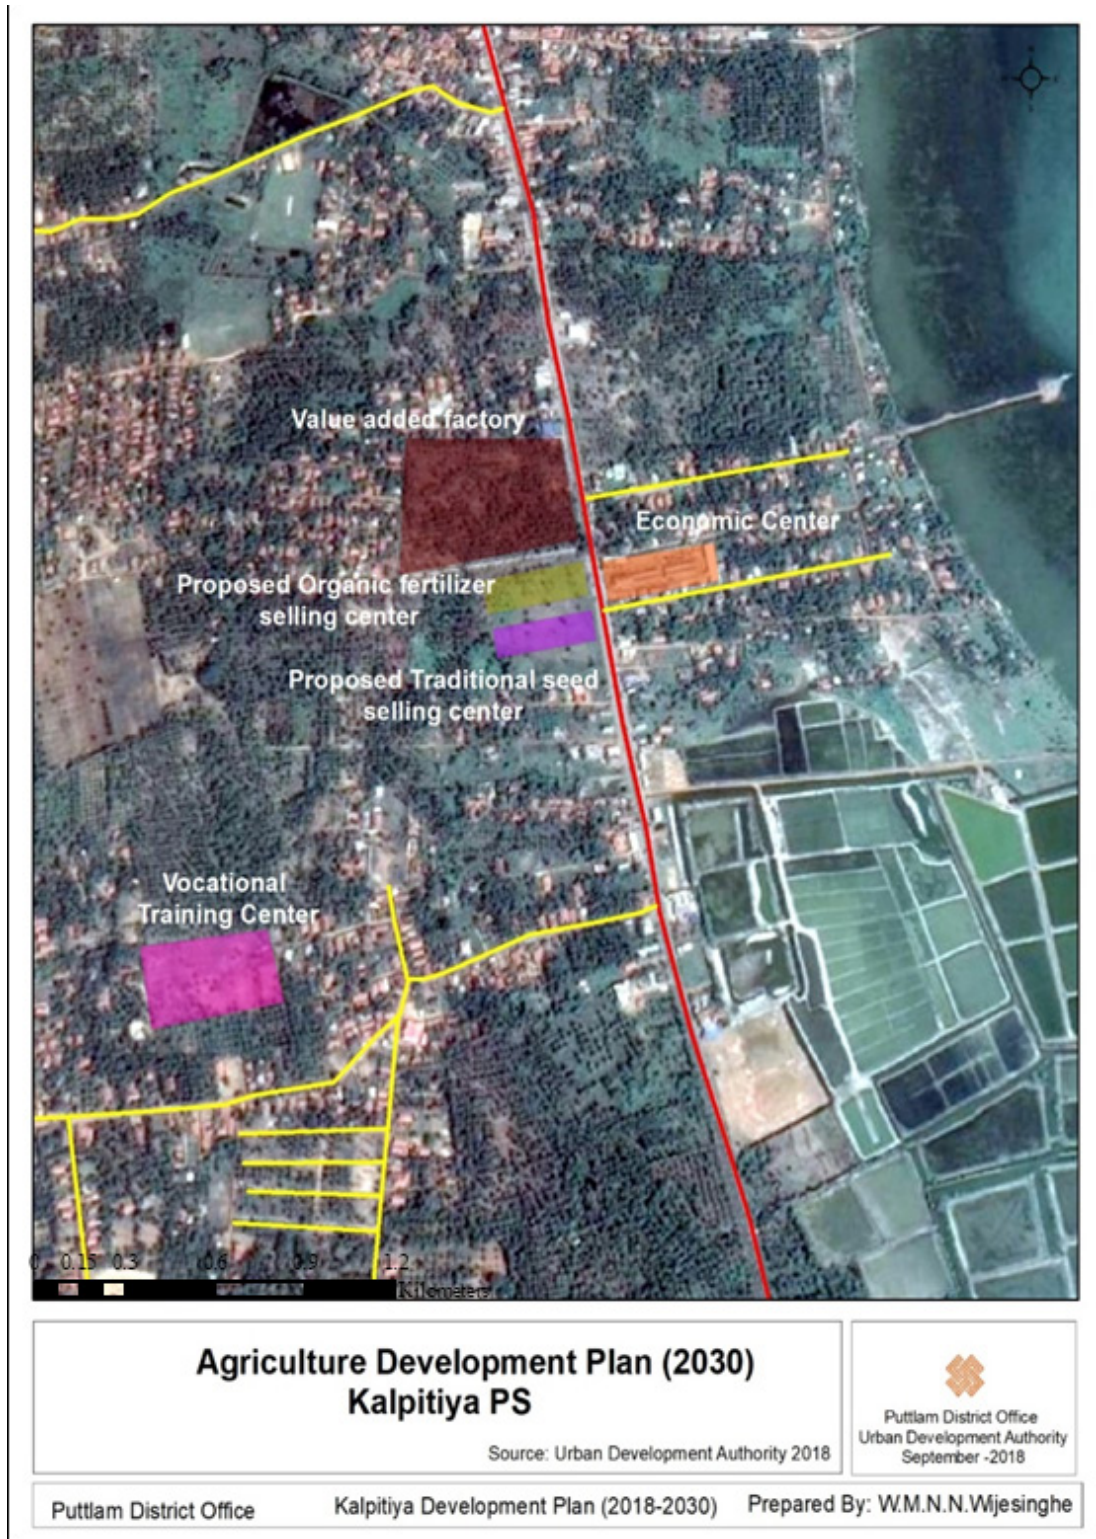 Value added factory
Economic Center
Proposed Organic fertilizer
selling center
Proposed Traditional seed
selling center
Vocational
Training Center
0 0.15 0.3 0.6 0.9 1.2
Kilometers
Agriculture Development Plan (2030)
Kalpitiya PS
Source: Urban Development Authority 2018
Puttlam District Office
Urban Development Authority
September -2018
Puttlam District Office
Kalpitiya Development Plan (2018-2030)
Prepared By: W.M.N.N.Wijesinghe